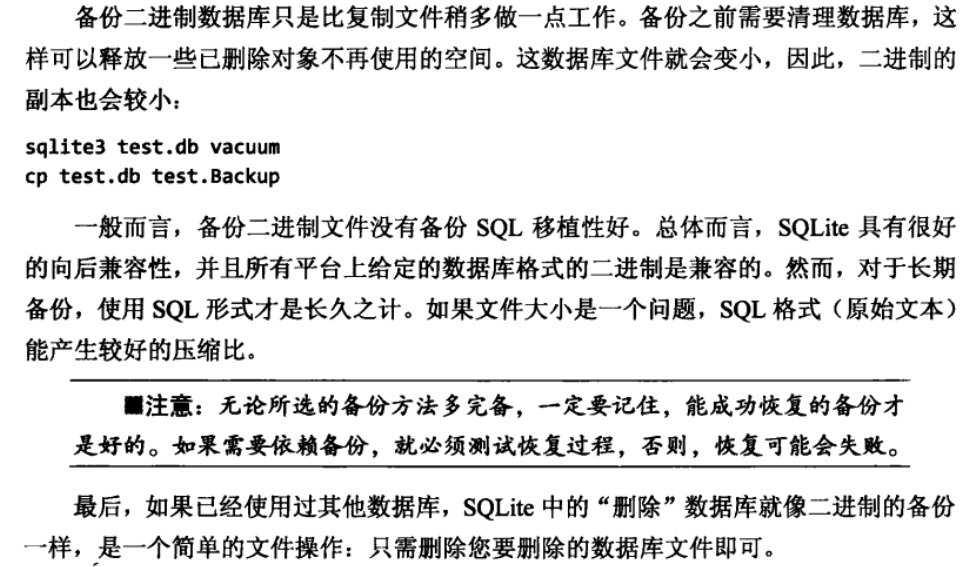 备份二进制数据库只是比复制文件稍多做一点工作。备份之前需要清理数据库，这
样可以释放一些已删除对象不再使用的空间。这数据库文件就会变小，因此，二进制的
副本也会较小：
sqlite3 test.db vacuum
cp test.db test.Backup
一般而言，备份二进制文件没有备份 SQL 移植性好。总体而言，SQLite 具有很好
的向后兼容性，并且所有平台上给定的数据库格式的二进制是兼容的。然而，对于长期
备份，使用 SQL 形式才是长久之计。如果文件大小是一个问题，SQL 格式（原始文本）
能产生较好的压缩比。
■注意：无论所选的备份方法多完备，一定要记住，能成功恢复的备份才
是好的。如果需要依赖备份，就必须测试恢复过程，否则，恢复可能会失败。
最后，如果已经使用过其他数据库，SQLite 中的“删除”数据库就像二进制的备份
一样，是一个简单的文件操作：只需删除您要删除的数据库文件即可。